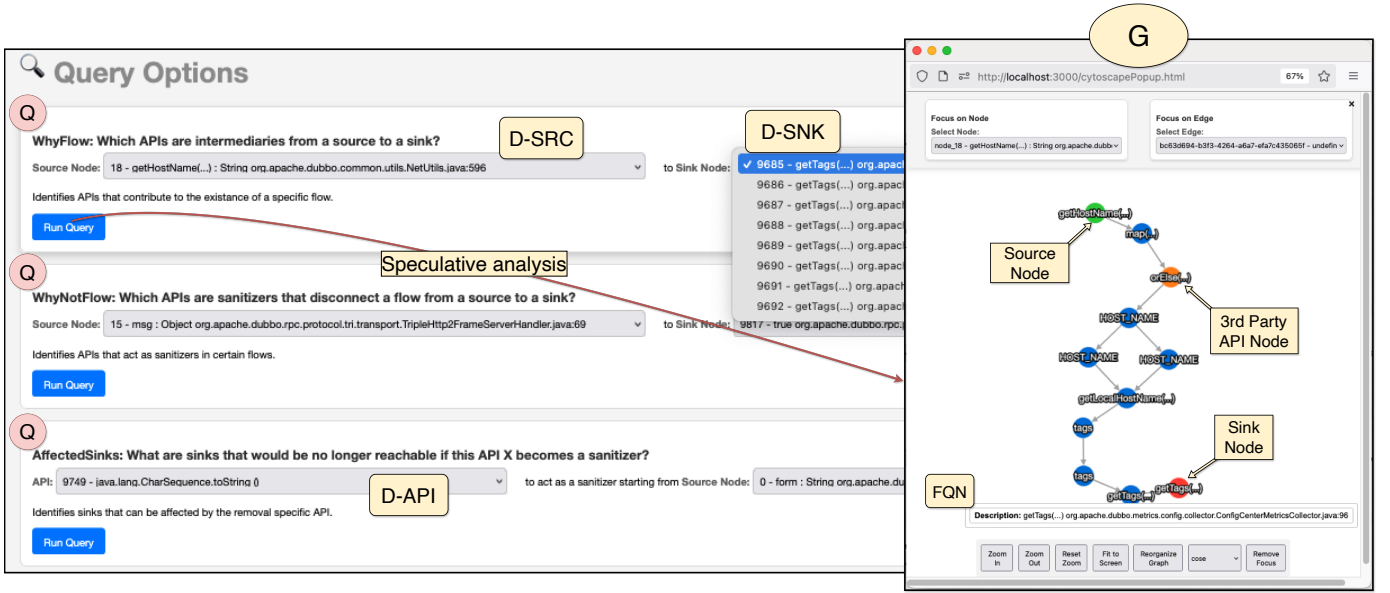 Query Options
Q
WhyFlow: Which APIs are intermediaries from a source to a sink?
D-SRC
D-SNK
Source Node: 18 - getHostName(...) : String org.apache.dubbo.common.utils.NetUtils.java:596
to Sink Node:
✓ 9685 - getTags(...) org.apac
9686 - getTags(...) org.apac
9687 - getTags(...) org.apac
9688 - getTags(...) org.apac
9689 - getTags(...) org.apac
9690 - getTags(...) org.apac
9691 - getTags(...) org.apac
9692 - getTags(...) org.apac
Identifies APIs that contribute to the existance of a specific flow.
Run Query
Speculative analysis
Q
WhyNotFlow: Which APIs are sanitizers that disconnect a flow from a source to a sink?
Source Node: 15 - msg : Object org.apache.dubbo.rpc.protocol.tri.transport.TripleHttp2FrameServerHandler.java:69
to Sink Node: 9817 - true org.apache.dubbo.rpc.
Identifies APIs that act as sanitizers in certain flows.
Run Query
Q
AffectedSinks: What are sinks that would be no longer reachable if this API X becomes a sanitizer?
API: 9749 - java.lang.CharSequence.toString ()
D-API
to act as a sanitizer starting from Source Node: 0 - form : String org.apache.du
Identifies sinks that can be affected by the removal specific API.
Run Query
G
http://localhost:3000/cytoscapePopup.html
67%
×
Focus on Node
Select Node:
node_18 - getHostName(...) : String org.apache.dubb
Focus on Edge
Select Edge:
bc63d694-b3f3-4264-a6a7-efa7c435065f - undefin
getHostName(...)
map(...)
Source
Node
orElse(...)
3rd Party
API Node
HOST_NAME
HOST_NAME
HOST_NAME
getLocalHostName(...)
tags
Sink
Node
tags
getTags(...)
getTags(...)
FQN
Description: getTags(...) org.apache.dubbo.metrics.config.collector.ConfigCenterMetricsCollector.java:96
Zoom
In
Zoom
Out
Reset
Zoom
Fit to
Screen
Reorganize
Graph
cose
Remove
Focus